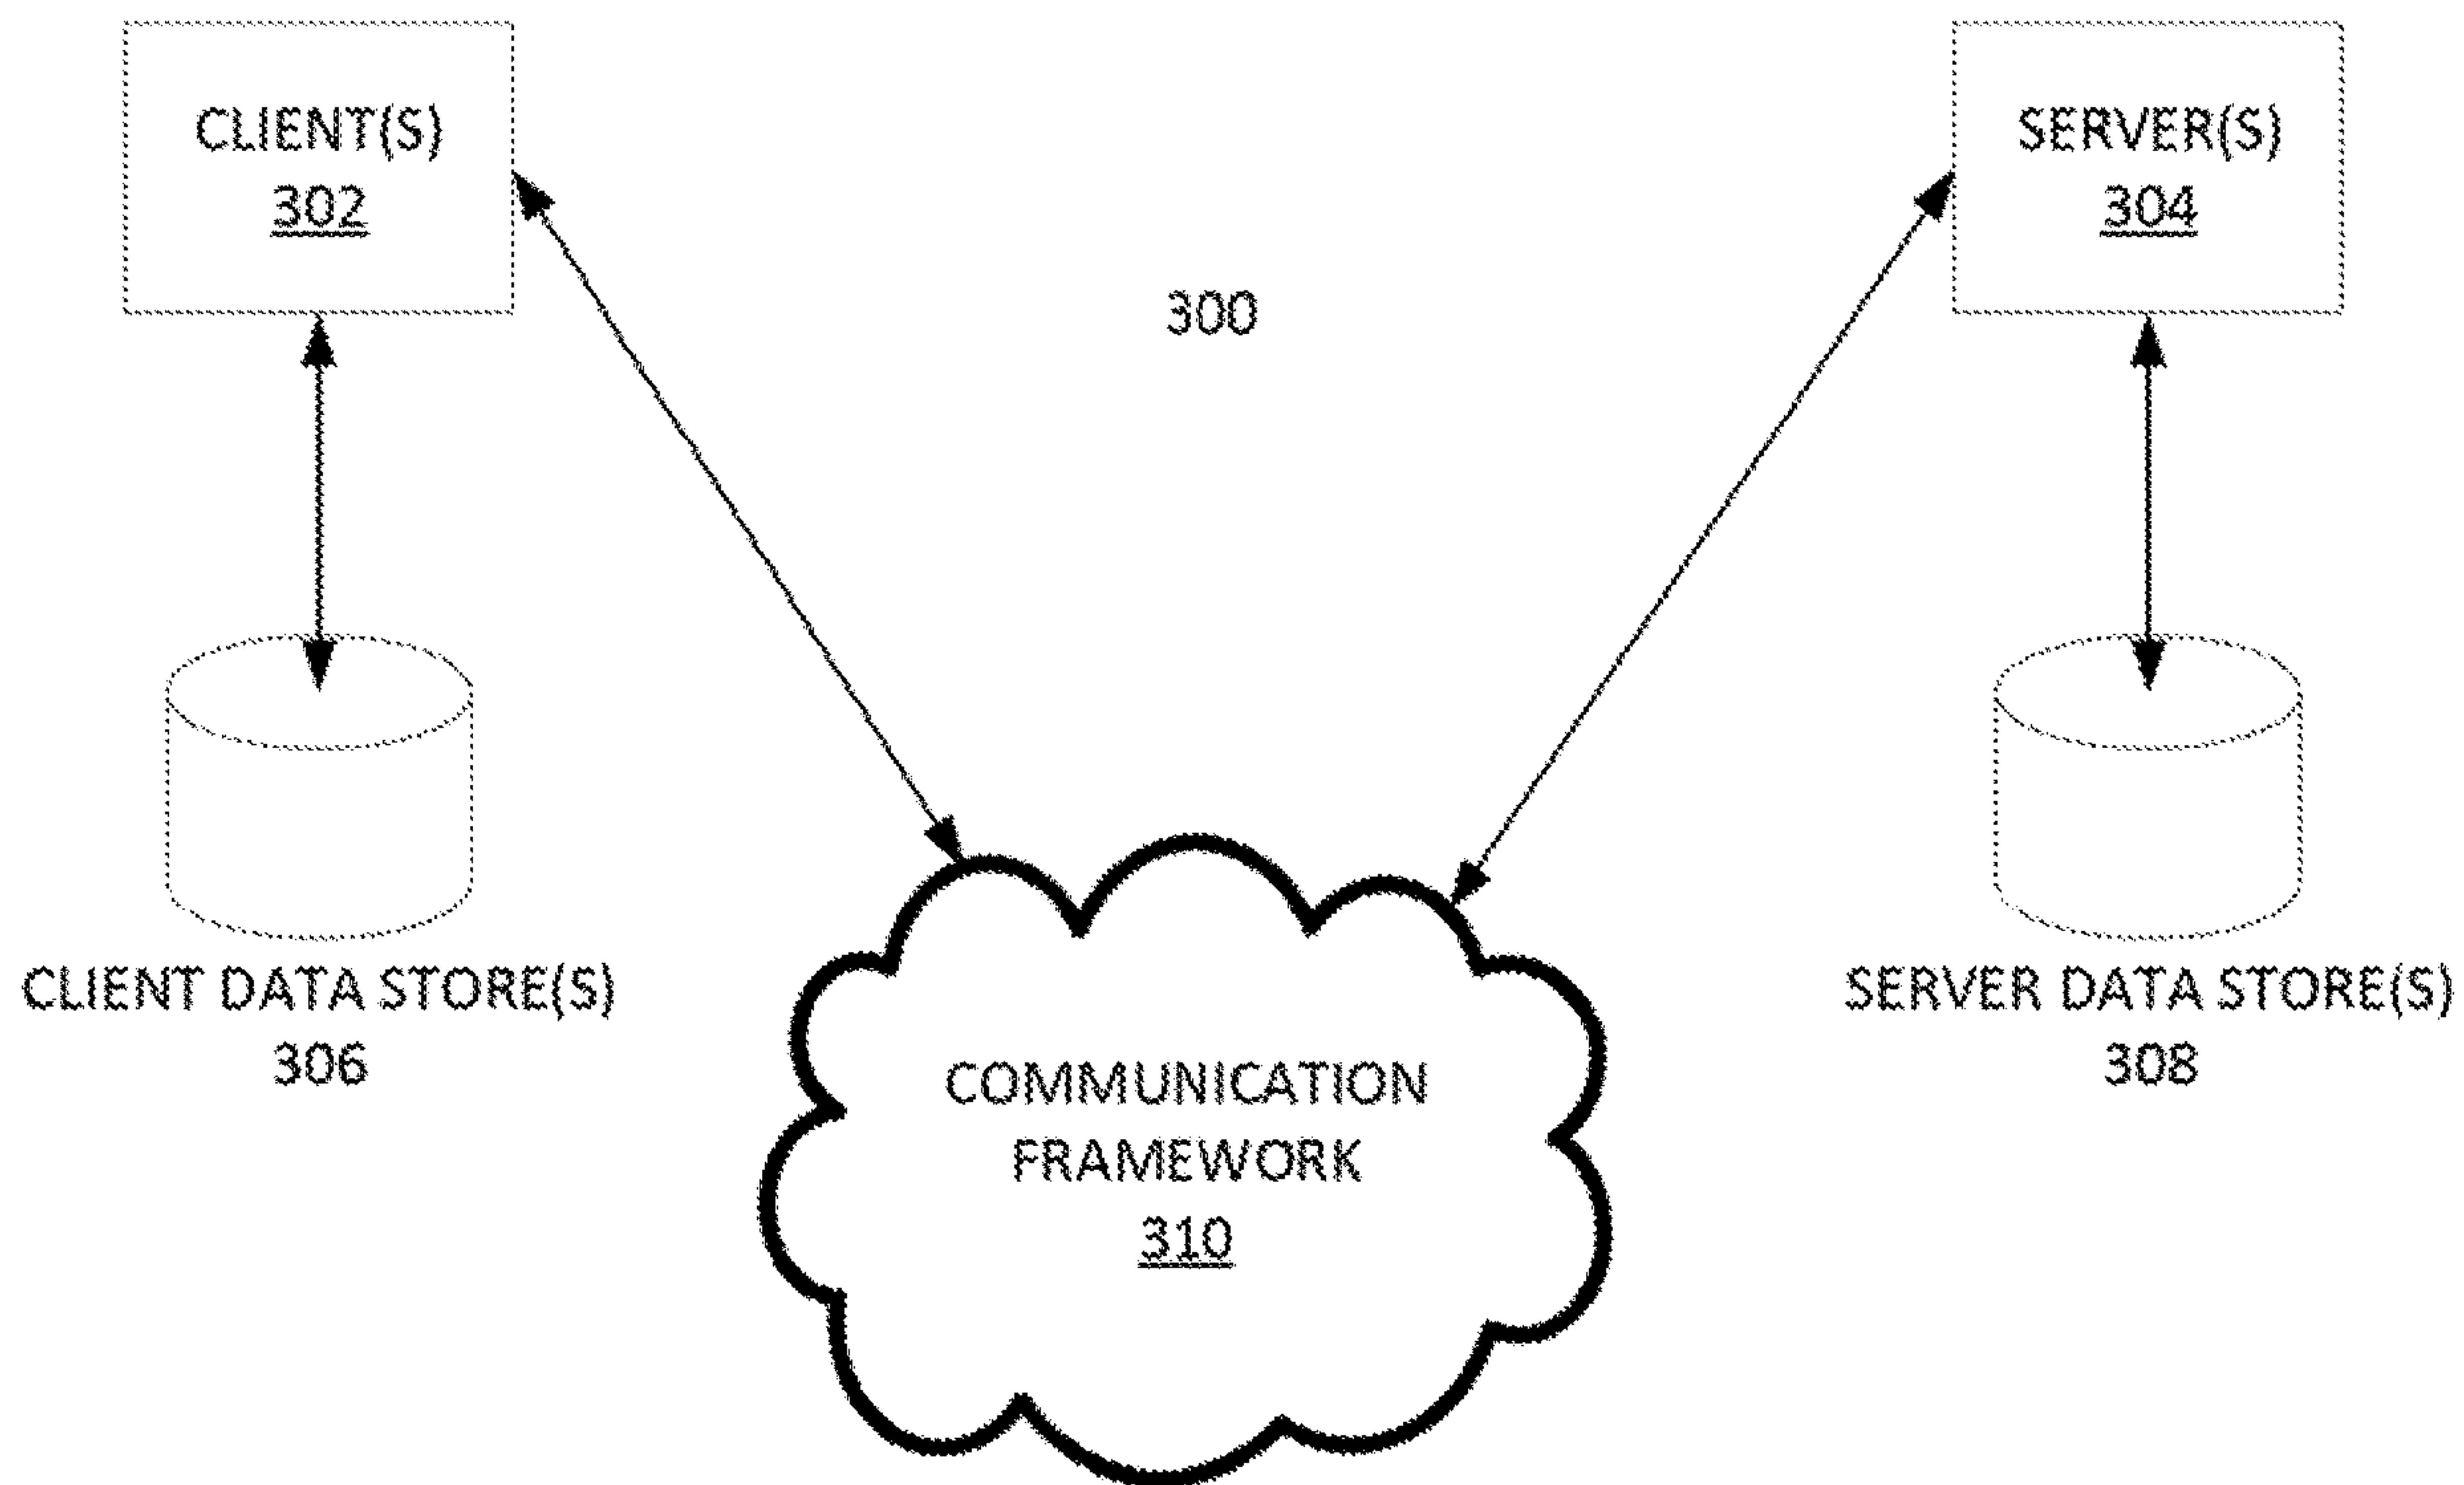 CLIENT(S)
302
SERVER(S)
304
300
CLIENT DATA STORE(S)
306
SERVER DATA STORE(S)
308
COMMUNICATION
FRAMEWORK
310